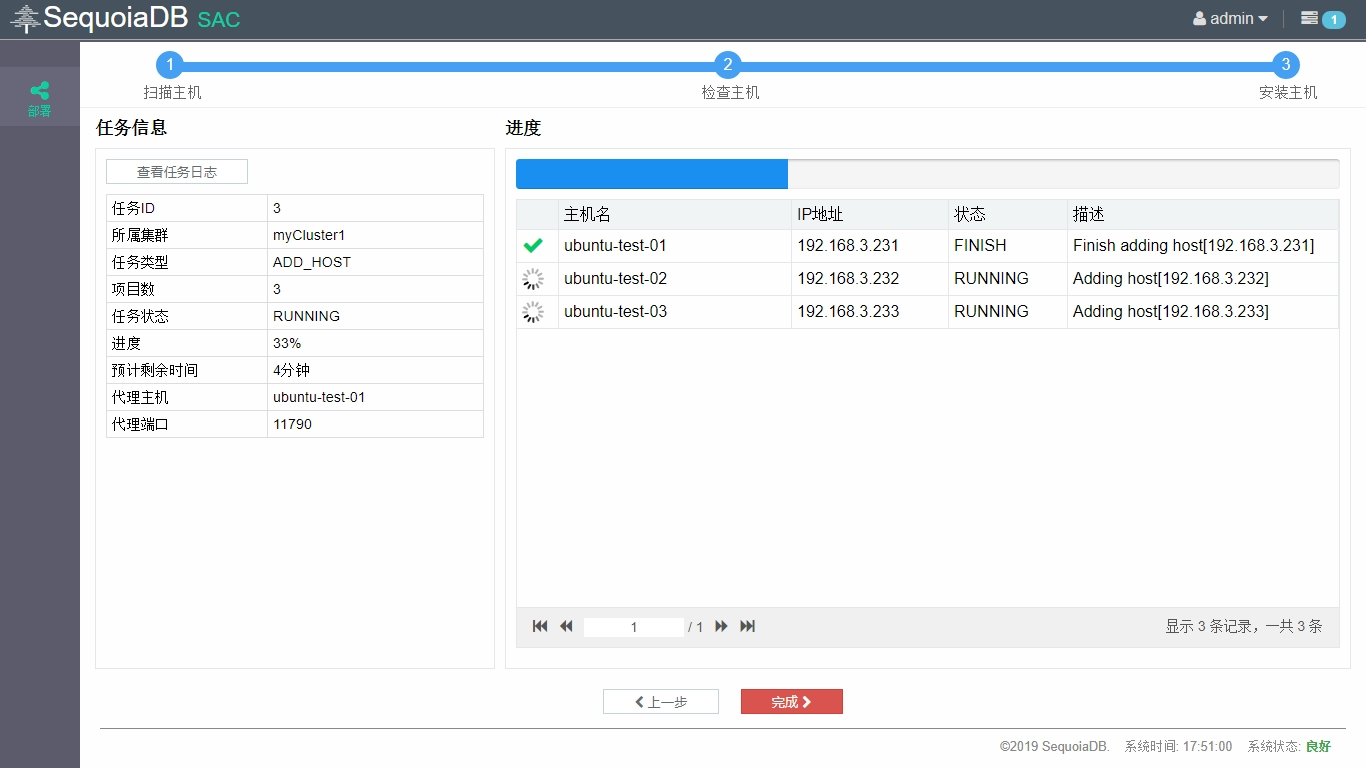 SequoiaDB SAC
admin
1
部署
1
2
3
扫描主机
检查主机
安装主机
任务信息
查看任务日志
任务ID 3
所属集群 myCluster1
任务类型 ADD_HOST
项目数 3
任务状态 RUNNING
进度 33%
预计剩余时间 4分钟
代理主机 ubuntu-test-01
代理端口 11790
进度
主机名 IP地址 状态 描述
ubuntu-test-01 192.168.3.231 FINISH Finish adding host[192.168.3.231]
ubuntu-test-02 192.168.3.232 RUNNING Adding host[192.168.3.232]
ubuntu-test-03 192.168.3.233 RUNNING Adding host[192.168.3.233]
1 / 1
显示 3 条记录，一共 3 条
上一步
完成
©2019 SequoiaDB. 系统时间: 17:51:00 系统状态: 良好